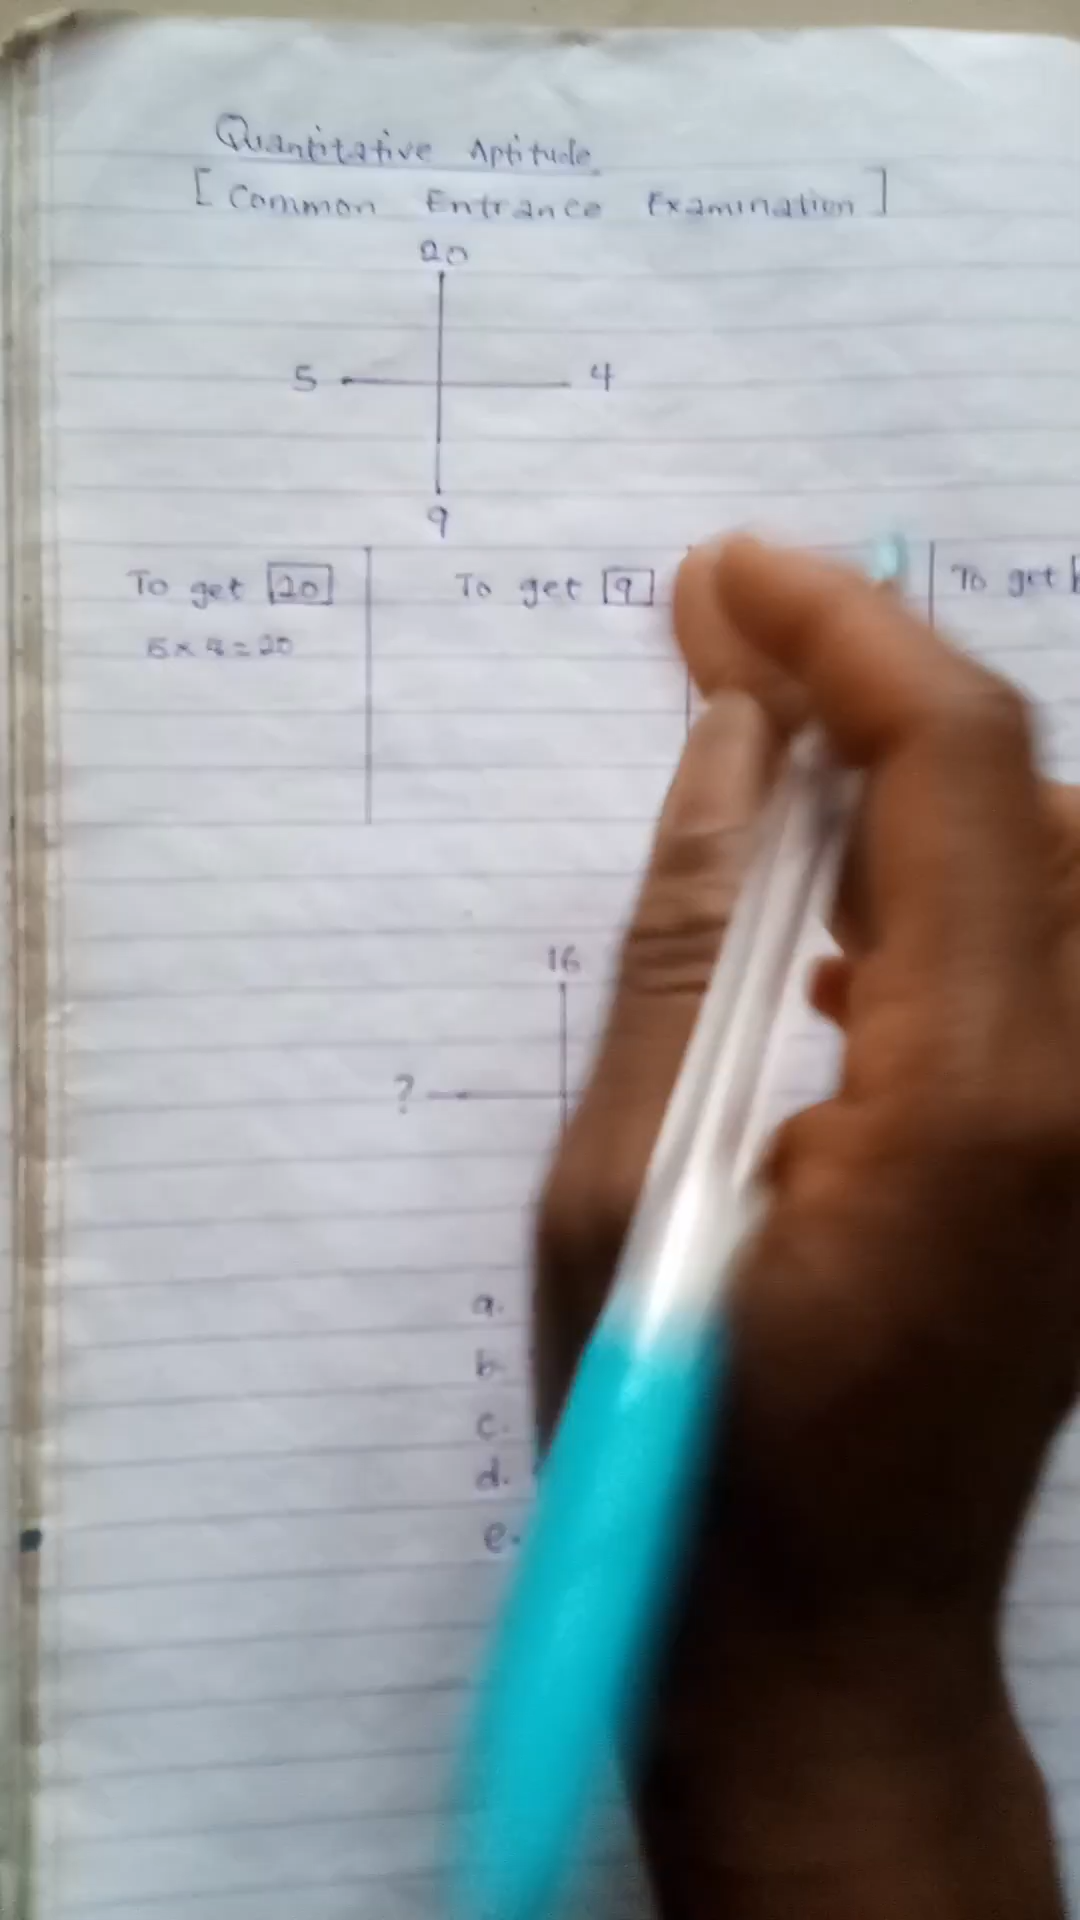 Quantitative Aptitude
[Common Entrance Examination]
20
5 4
9
To get 20 To get 9 To get
5 x 4 = 20
16
?
a.
b.
c.
d.
e.